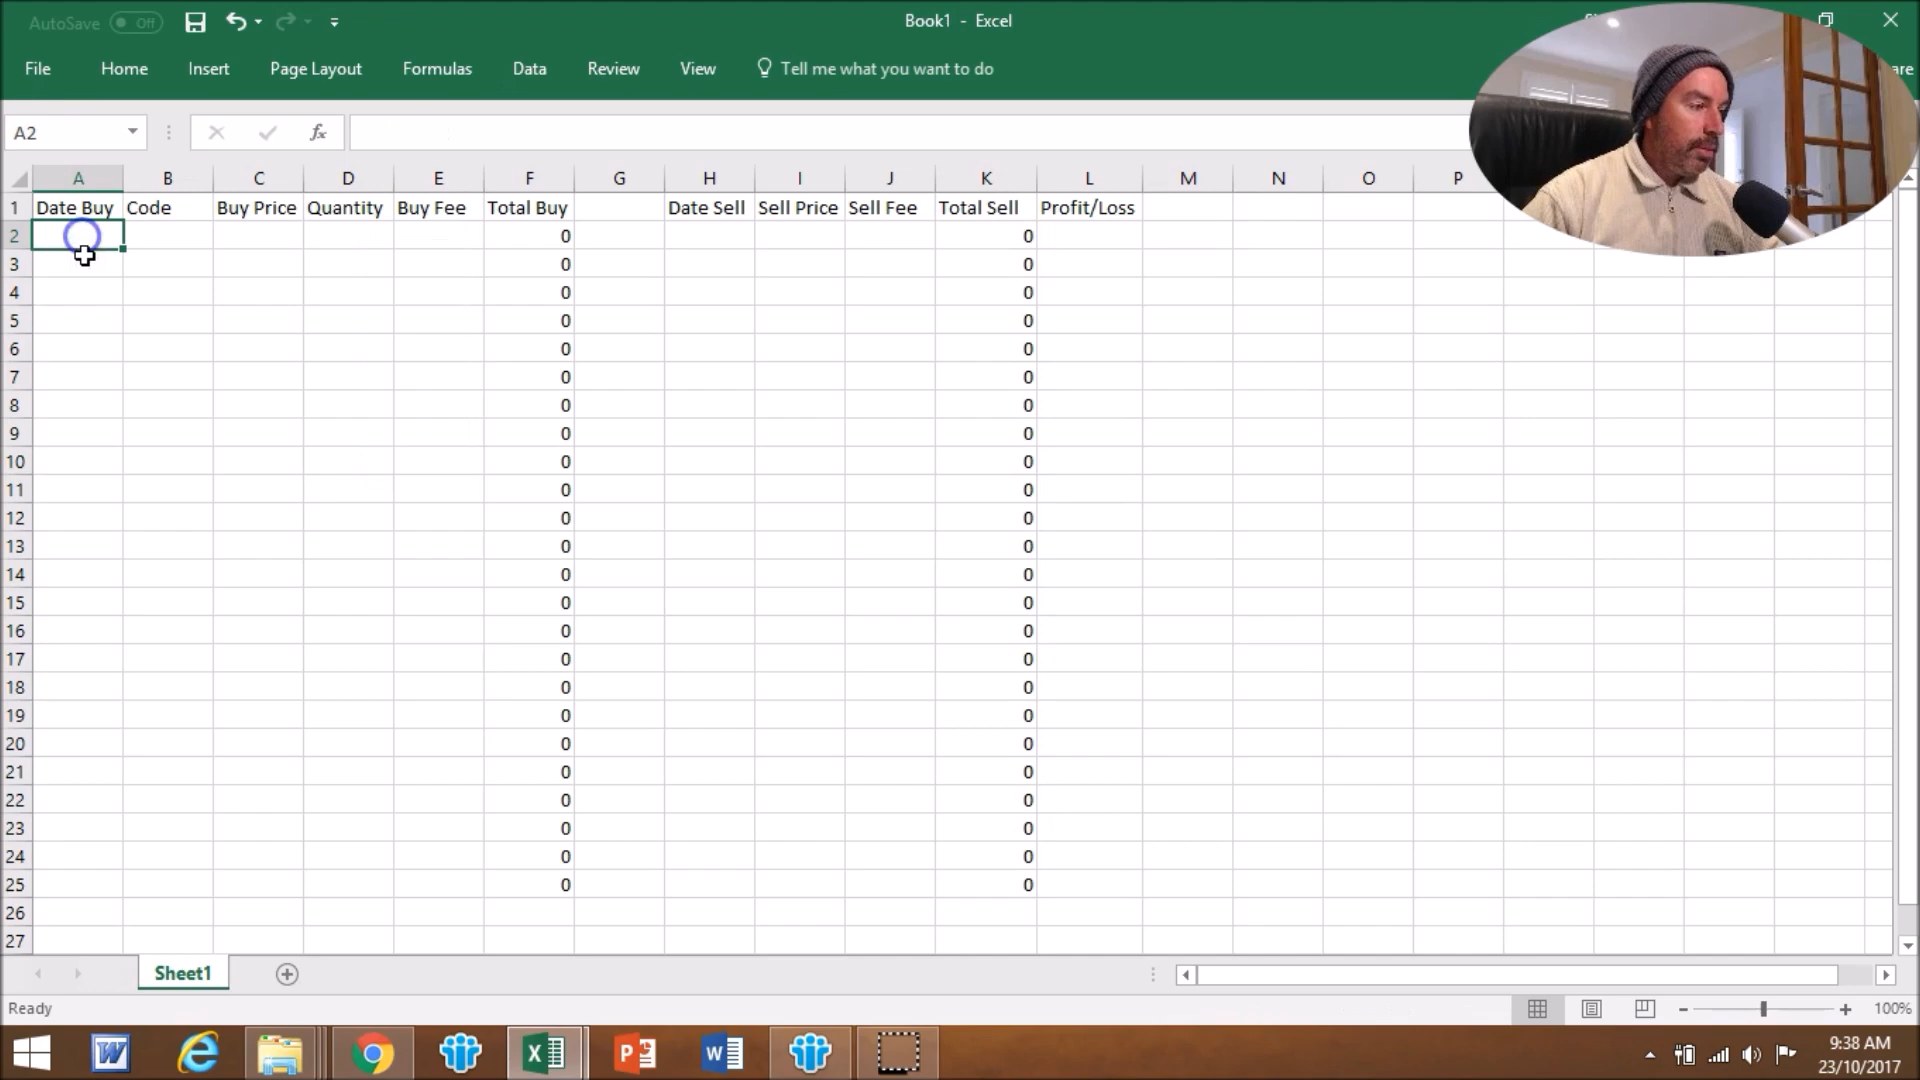 AutoSave Off
Book1 - Excel
File Home Insert Page Layout Formulas Data Review View Tell me what you want to do
A2 fx
A B C D E F G H I J K L M N O P
1 Date Buy Code Buy Price Quantity Buy Fee Total Buy Date Sell Sell Price Sell Fee Total Sell Profit/Loss
2 0 0
3 0 0
4 0 0
5 0 0
6 0 0
7 0 0
8 0 0
9 0 0
10 0 0
11 0 0
12 0 0
13 0 0
14 0 0
15 0 0
16 0 0
17 0 0
18 0 0
19 0 0
20 0 0
21 0 0
22 0 0
23 0 0
24 0 0
25 0 0
26
27
Sheet1
Ready 100%
9:38 AM
23/10/2017